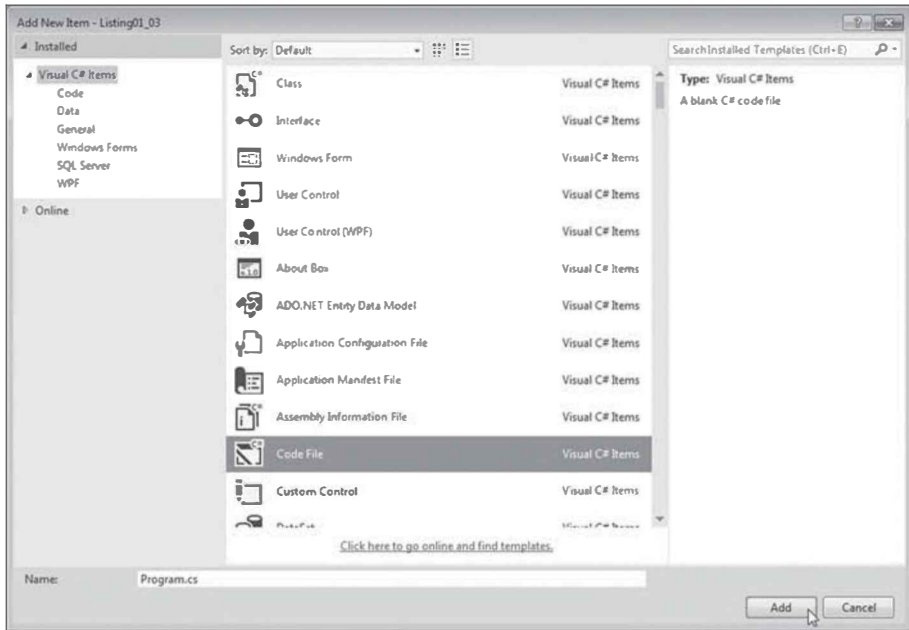 Add New Item - Listing01_03
Installed
Visual C# Items
Code
Data
General
Windows Forms
SQL Server
WPF
Online
Sort by: Default
Class Visual C# Items
Interface Visual C# Items
Windows Form Visual C# Items
User Control Visual C# Items
User Control (WPF) Visual C# Items
About Box Visual C# Items
ADO.NET Entity Data Model Visual C# Items
Application Configuration File Visual C# Items
Application Manifest File Visual C# Items
Assembly Information File Visual C# Items
Code File Visual C# Items
Custom Control Visual C# Items
DataSet Visual C# Items
Click here to go online and find templates.
Search Installed Templates (Ctrl+E)
Type: Visual C# Items
A blank C# code file
Name: Program.cs
Add Cancel